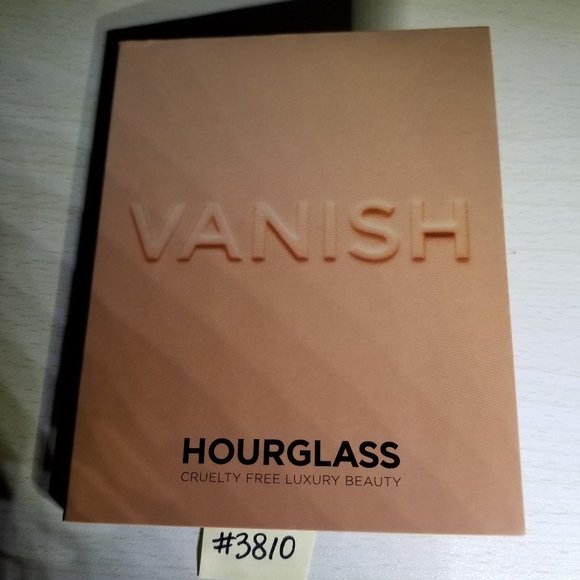 VANISH
HOURGLASS
CRUELTY FREE LUXURY BEAUTY
#3810